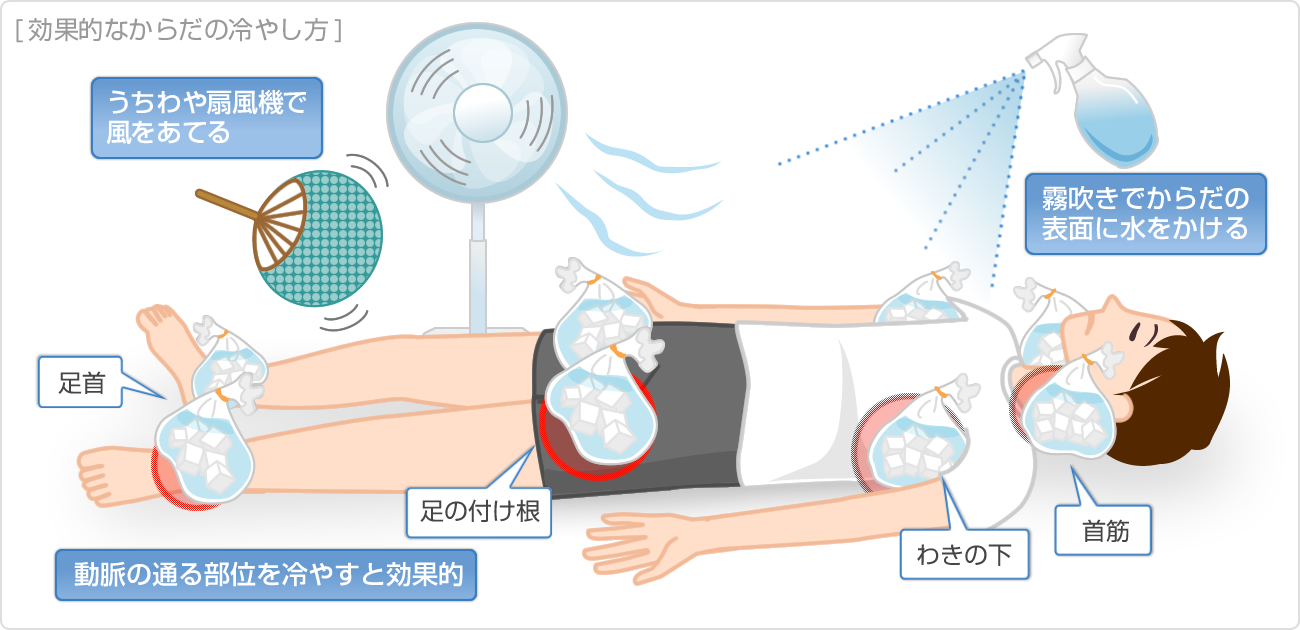 [ 効果的なからだの冷やし方 ]
うちわや扇風機で
風をあてる
霧吹きでからだの
表面に水をかける
足首
足の付け根
わきの下
首筋
動脈の通る部位を冷やすと効果的